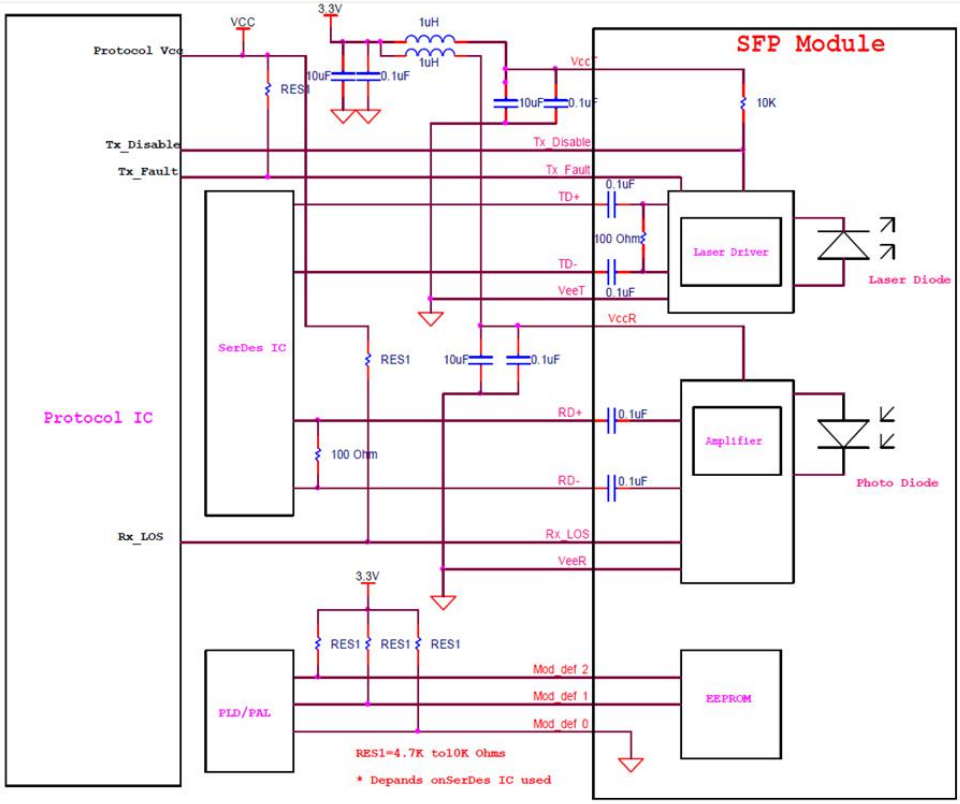 3.3V
VCC
1uH
SFP Module
Protocol Vcc
1uH
10uF
0.1uF
VccT
RES1
10uF
0.1uF
10K
Tx_Disable
Tx_Disable
Tx_Fault
Tx_Fault
0.1uF
TD+
100 Ohm
Laser Driver
TD-
Laser Diode
VeeT
0.1uF
VccR
SerDes IC
RES1
10uF
0.1uF
Protocol IC
RD+
0.1uF
Amplifier
100 Ohm
RD-
0.1uF
Photo Diode
Rx_LOS
Rx_LOS
VeeR
3.3V
RES1
RES1
RES1
Mod_def 2
Mod_def 1
EEPROM
PLD/PAL
Mod_def 0
RES1=4.7K to10K Ohms
* Depands onSerDes IC used